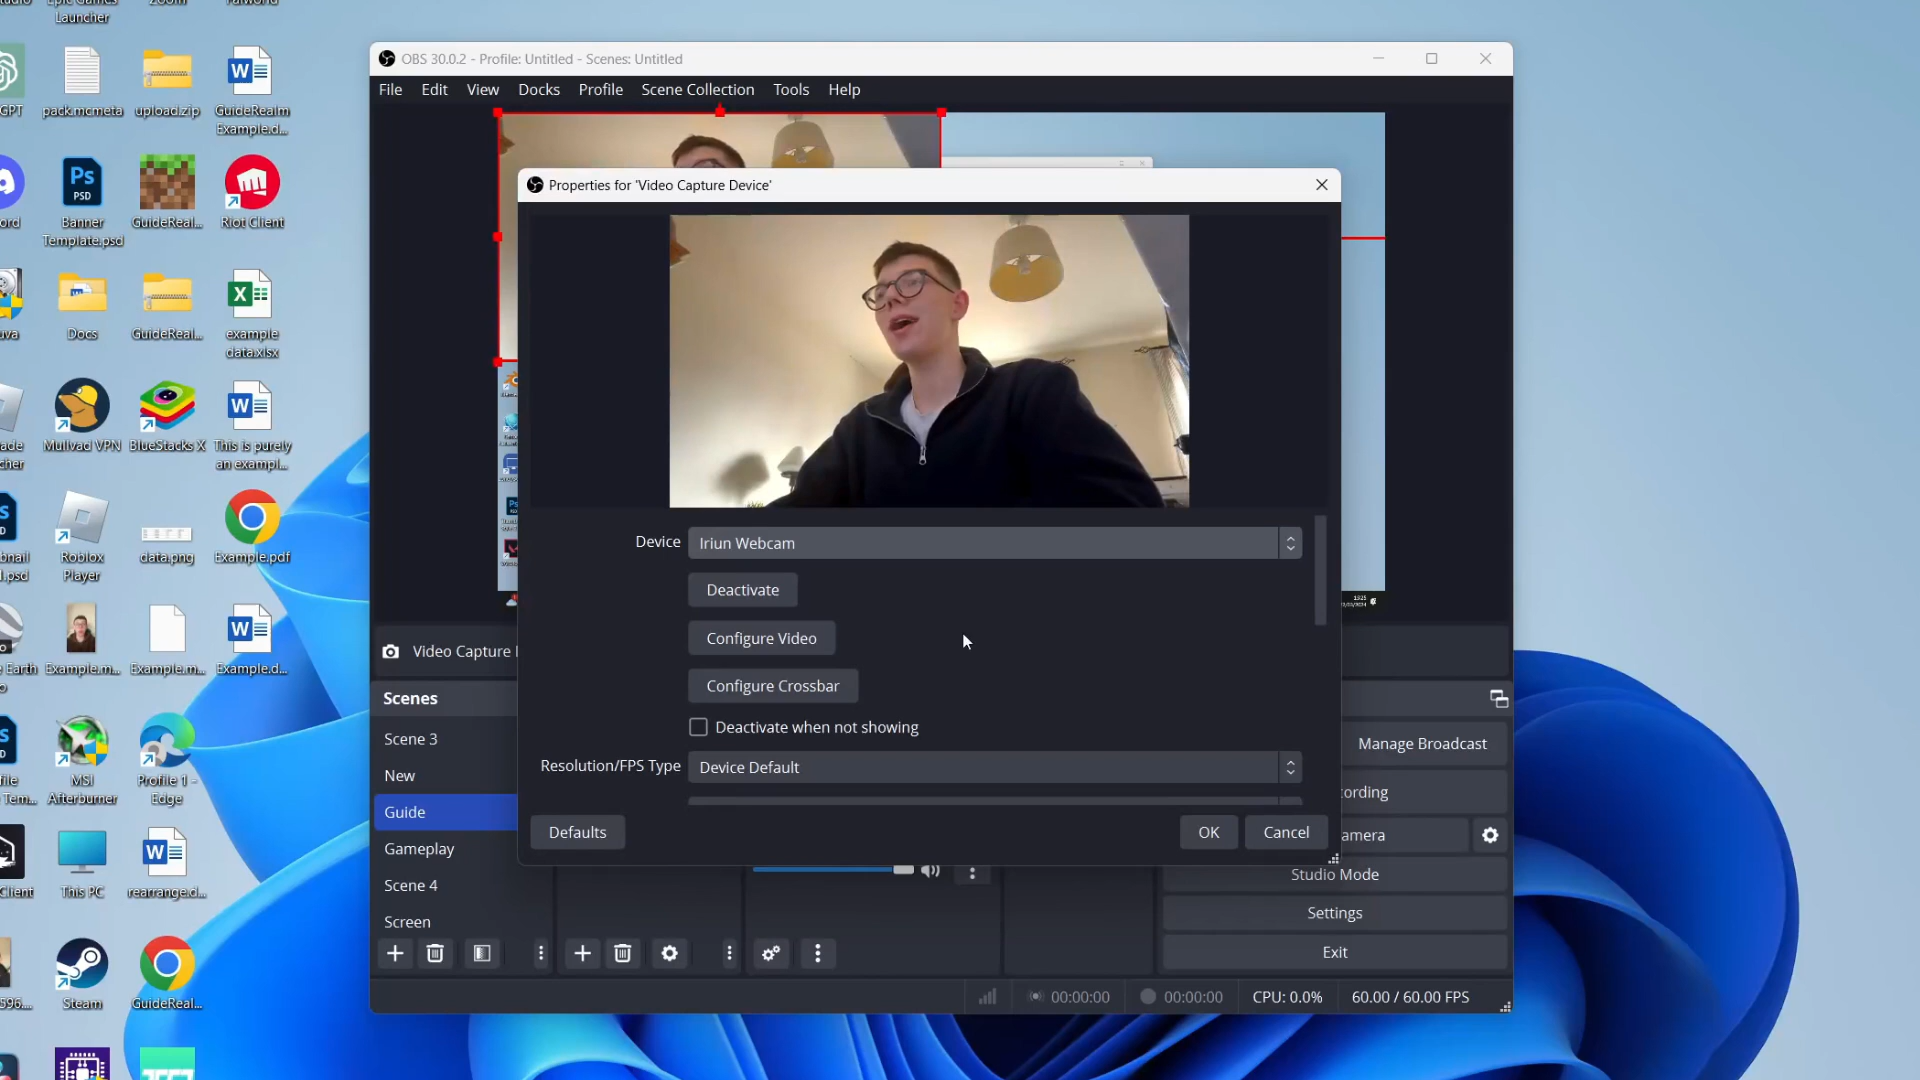 Launcher
Zoom
Palworld
GPT
pack.mcmeta
upload.zip
GuideRealm
Example.d...
OBS 30.0.2 - Profile: Untitled - Scenes: Untitled
File Edit View Docks Profile Scene Collection Tools Help
PSD
Banner
Template.psd
GuideReal...
Riot Client
Properties for 'Video Capture Device'
Docs
GuideReal...
example
data.xlsx
Mullvad VPN
BlueStacks X
This is purely
an exampl...
Roblox
Player
data.png
Example.pdf
Device
Iriun Webcam
Deactivate
Configure Video
Configure Crossbar
Deactivate when not showing
Resolution/FPS Type
Device Default
Defaults
OK
Cancel
Example.m...
Example.m...
Example.d...
Video Capture
Scenes
Scene 3
New
Guide
Gameplay
Scene 4
Screen
Manage Broadcast
Studio Mode
Settings
Exit
MSI
Afterburner
Profile 1 -
Edge
Client
This PC
rearrange.d...
596....
Steam
GuideReal...
00:00:00
00:00:00
CPU: 0.0%
60.00 / 60.00 FPS